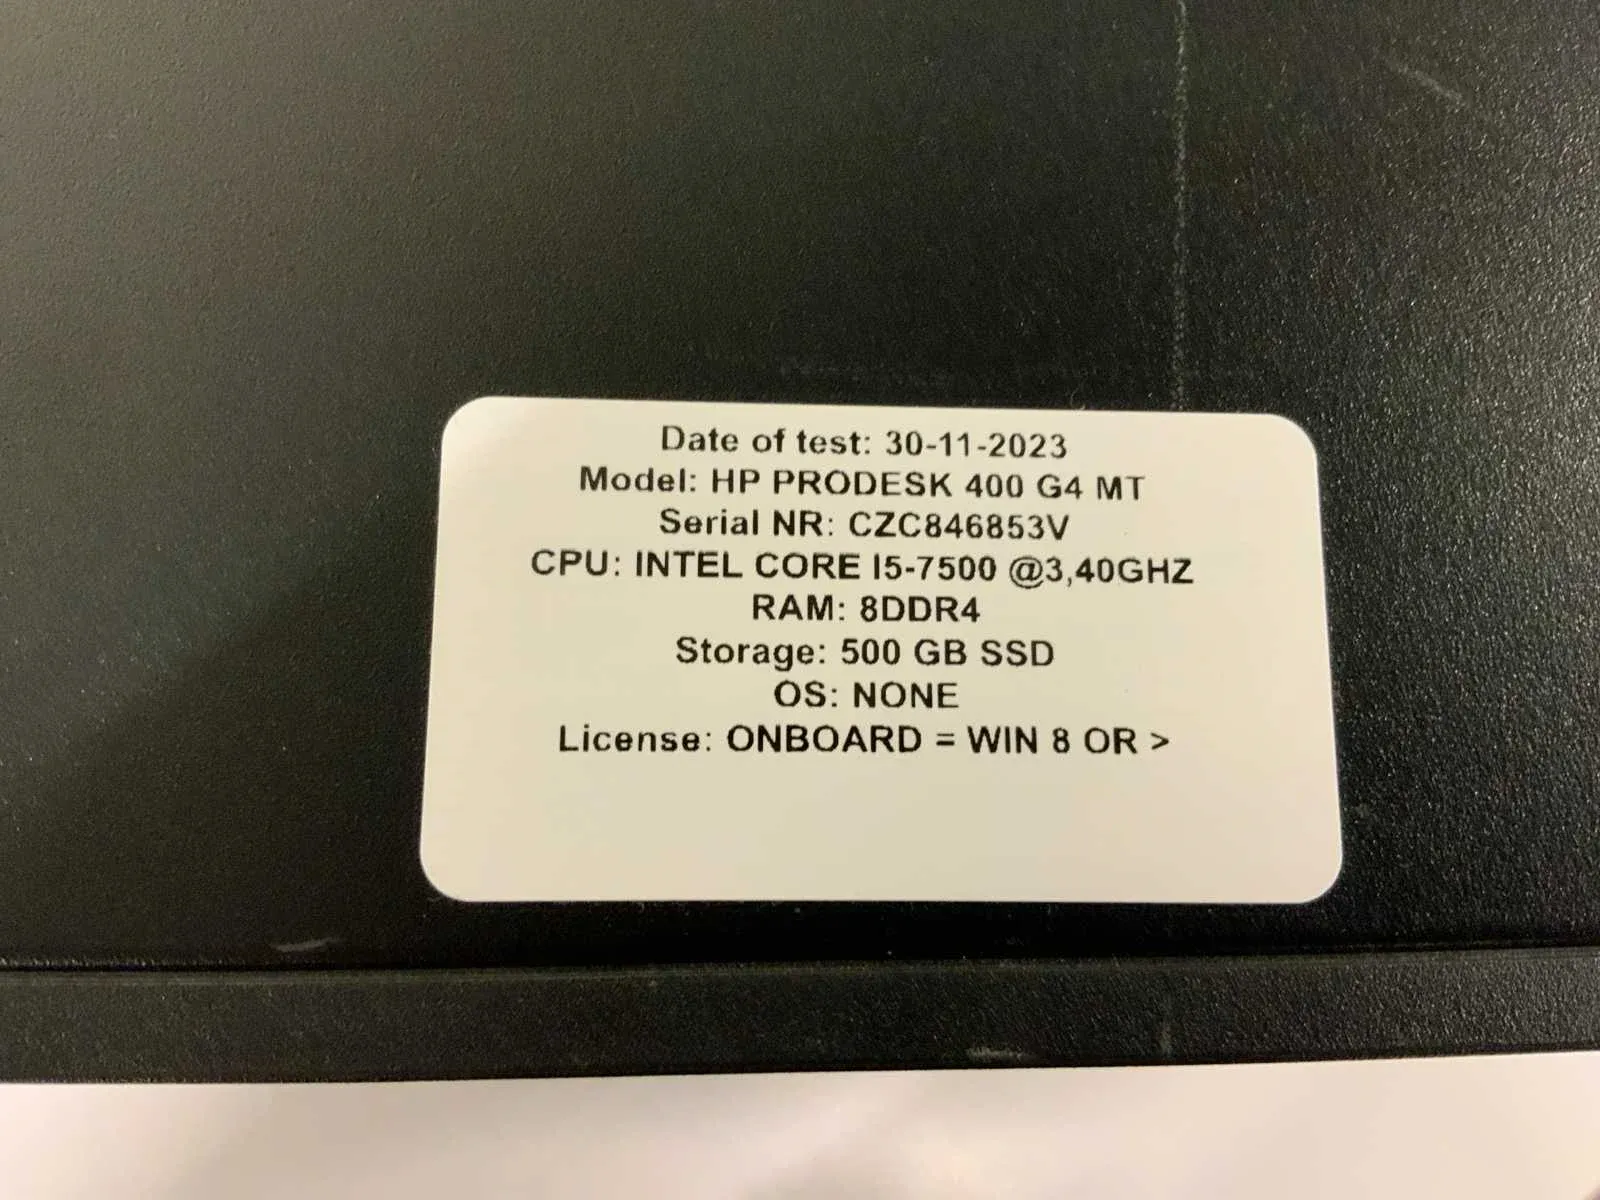 Date of test: 30-11-2023
Model: HP PRODESK 400 G4 MT
Serial NR: CZC846853V
CPU: INTEL CORE I5-7500 @3,40GHZ
RAM: 8DDR4
Storage: 500 GB SSD
OS: NONE
License: ONBOARD = WIN 8 OR >